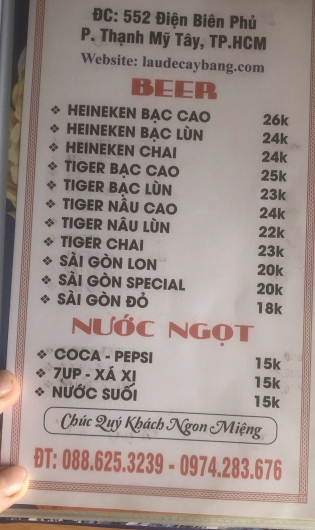 ĐC: 552 Điện Biên Phủ
P. Thạnh Mỹ Tây, TP.HCM
Website: laudecaybang.com
BEER
❖ HEINEKEN BẠC CAO 26k
❖ HEINEKEN BẠC LÙN 24k
❖ HEINEKEN CHAI 24k
❖ TIGER BẠC CAO 25k
❖ TIGER BẠC LÙN 23k
❖ TIGER NÂU CAO 24k
❖ TIGER NÂU LÙN 22k
❖ TIGER CHAI 23k
❖ SÀI GÒN LON 20k
❖ SÀI GÒN SPECIAL 20k
❖ SÀI GÒN ĐỎ 18k
NƯỚC NGỌT
❖ COCA - PEPSI 15k
❖ 7UP - XÁ XỊ 15k
❖ NƯỚC SUỐI 15k
Chúc Quý Khách Ngon Miệng
ĐT: 088.625.3239 - 0974.283.676